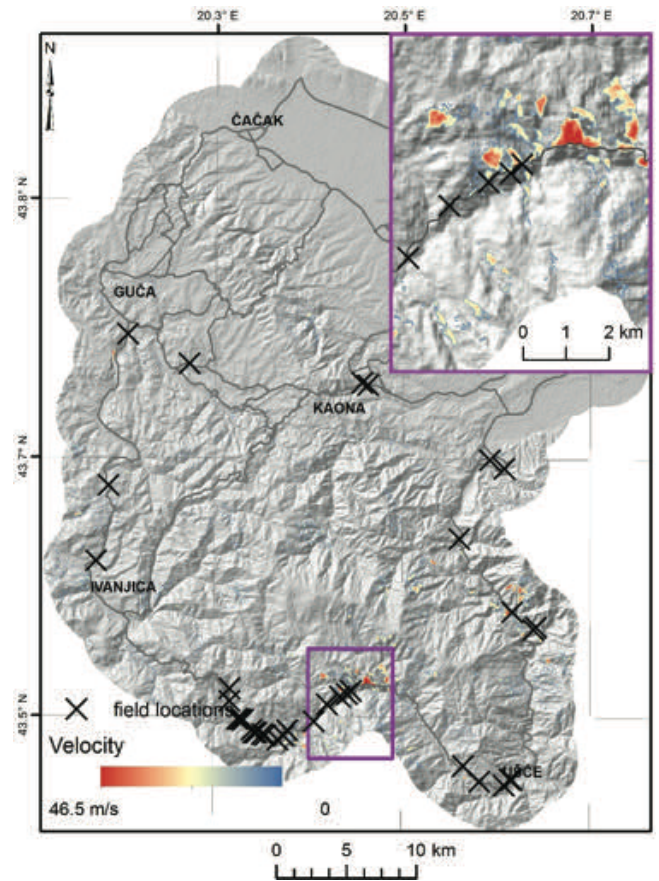 20.3° E 20.5° E 20.7° E
N
ČAČAK
43.8° N
GUČA
0 1 2 km
KAONA
43.7° N
IVANJICA
field locations
43.5° N
Velocity
UŠĆE
46.5 m/s 0
0 5 10 km